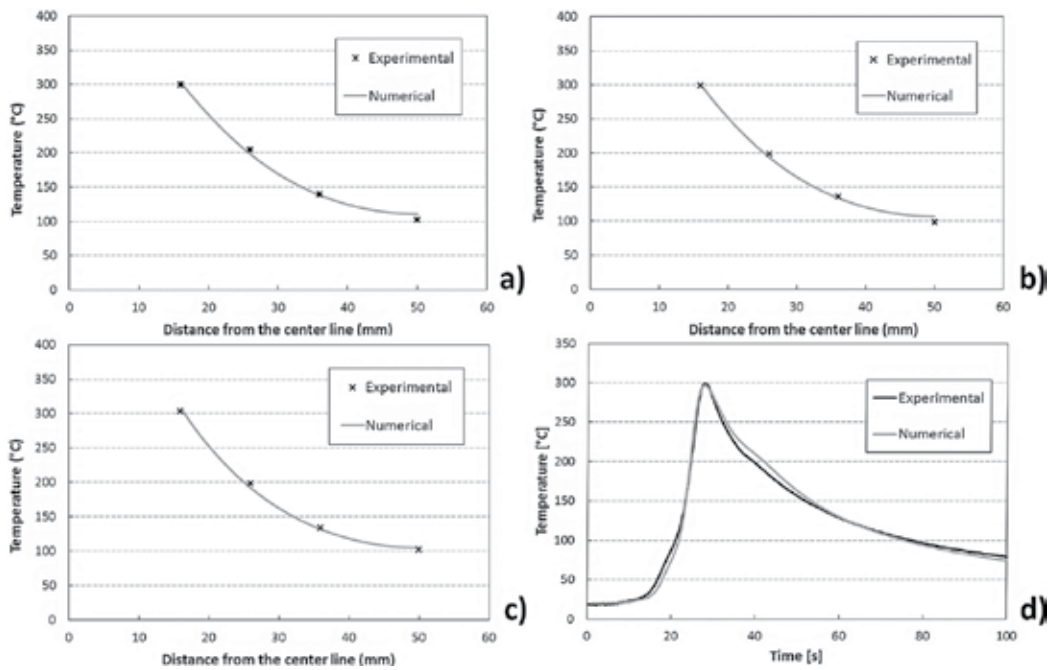 400
350
300
250
200
150
100
50
0
Temperature (°C)
Experimental
Numerical
0 10 20 30 40 50 60
Distance from the center line (mm)
a)
400
350
300
250
200
150
100
50
0
Temperature (°C)
Experimental
Numerical
0 10 20 30 40 50 60
Distance from the center line (mm)
b)
400
350
300
250
200
150
100
50
0
Temperature (°C)
Experimental
Numerical
0 10 20 30 40 50 60
Distance from the center line (mm)
c)
350
300
250
200
150
100
50
0
Temperature [°C]
Experimental
Numerical
0 20 40 60 80 100
Time [s]
d)